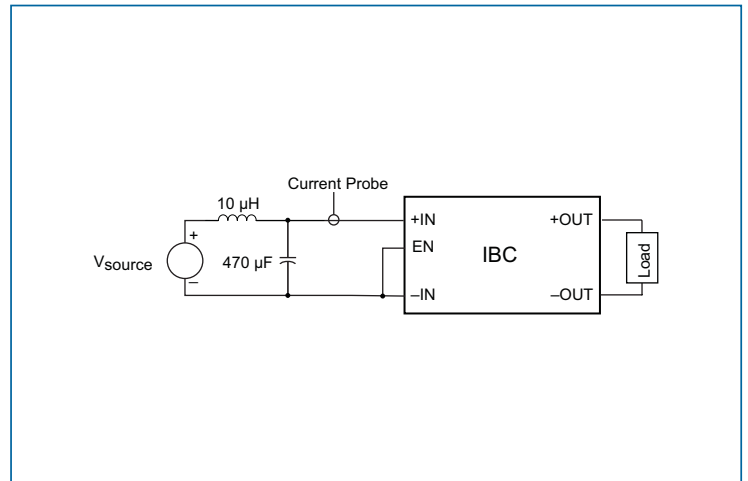 Current Probe
10 µH
+IN
+OUT
+
EN
IBC
Load
Vsource
470 µF
–
–IN
–OUT